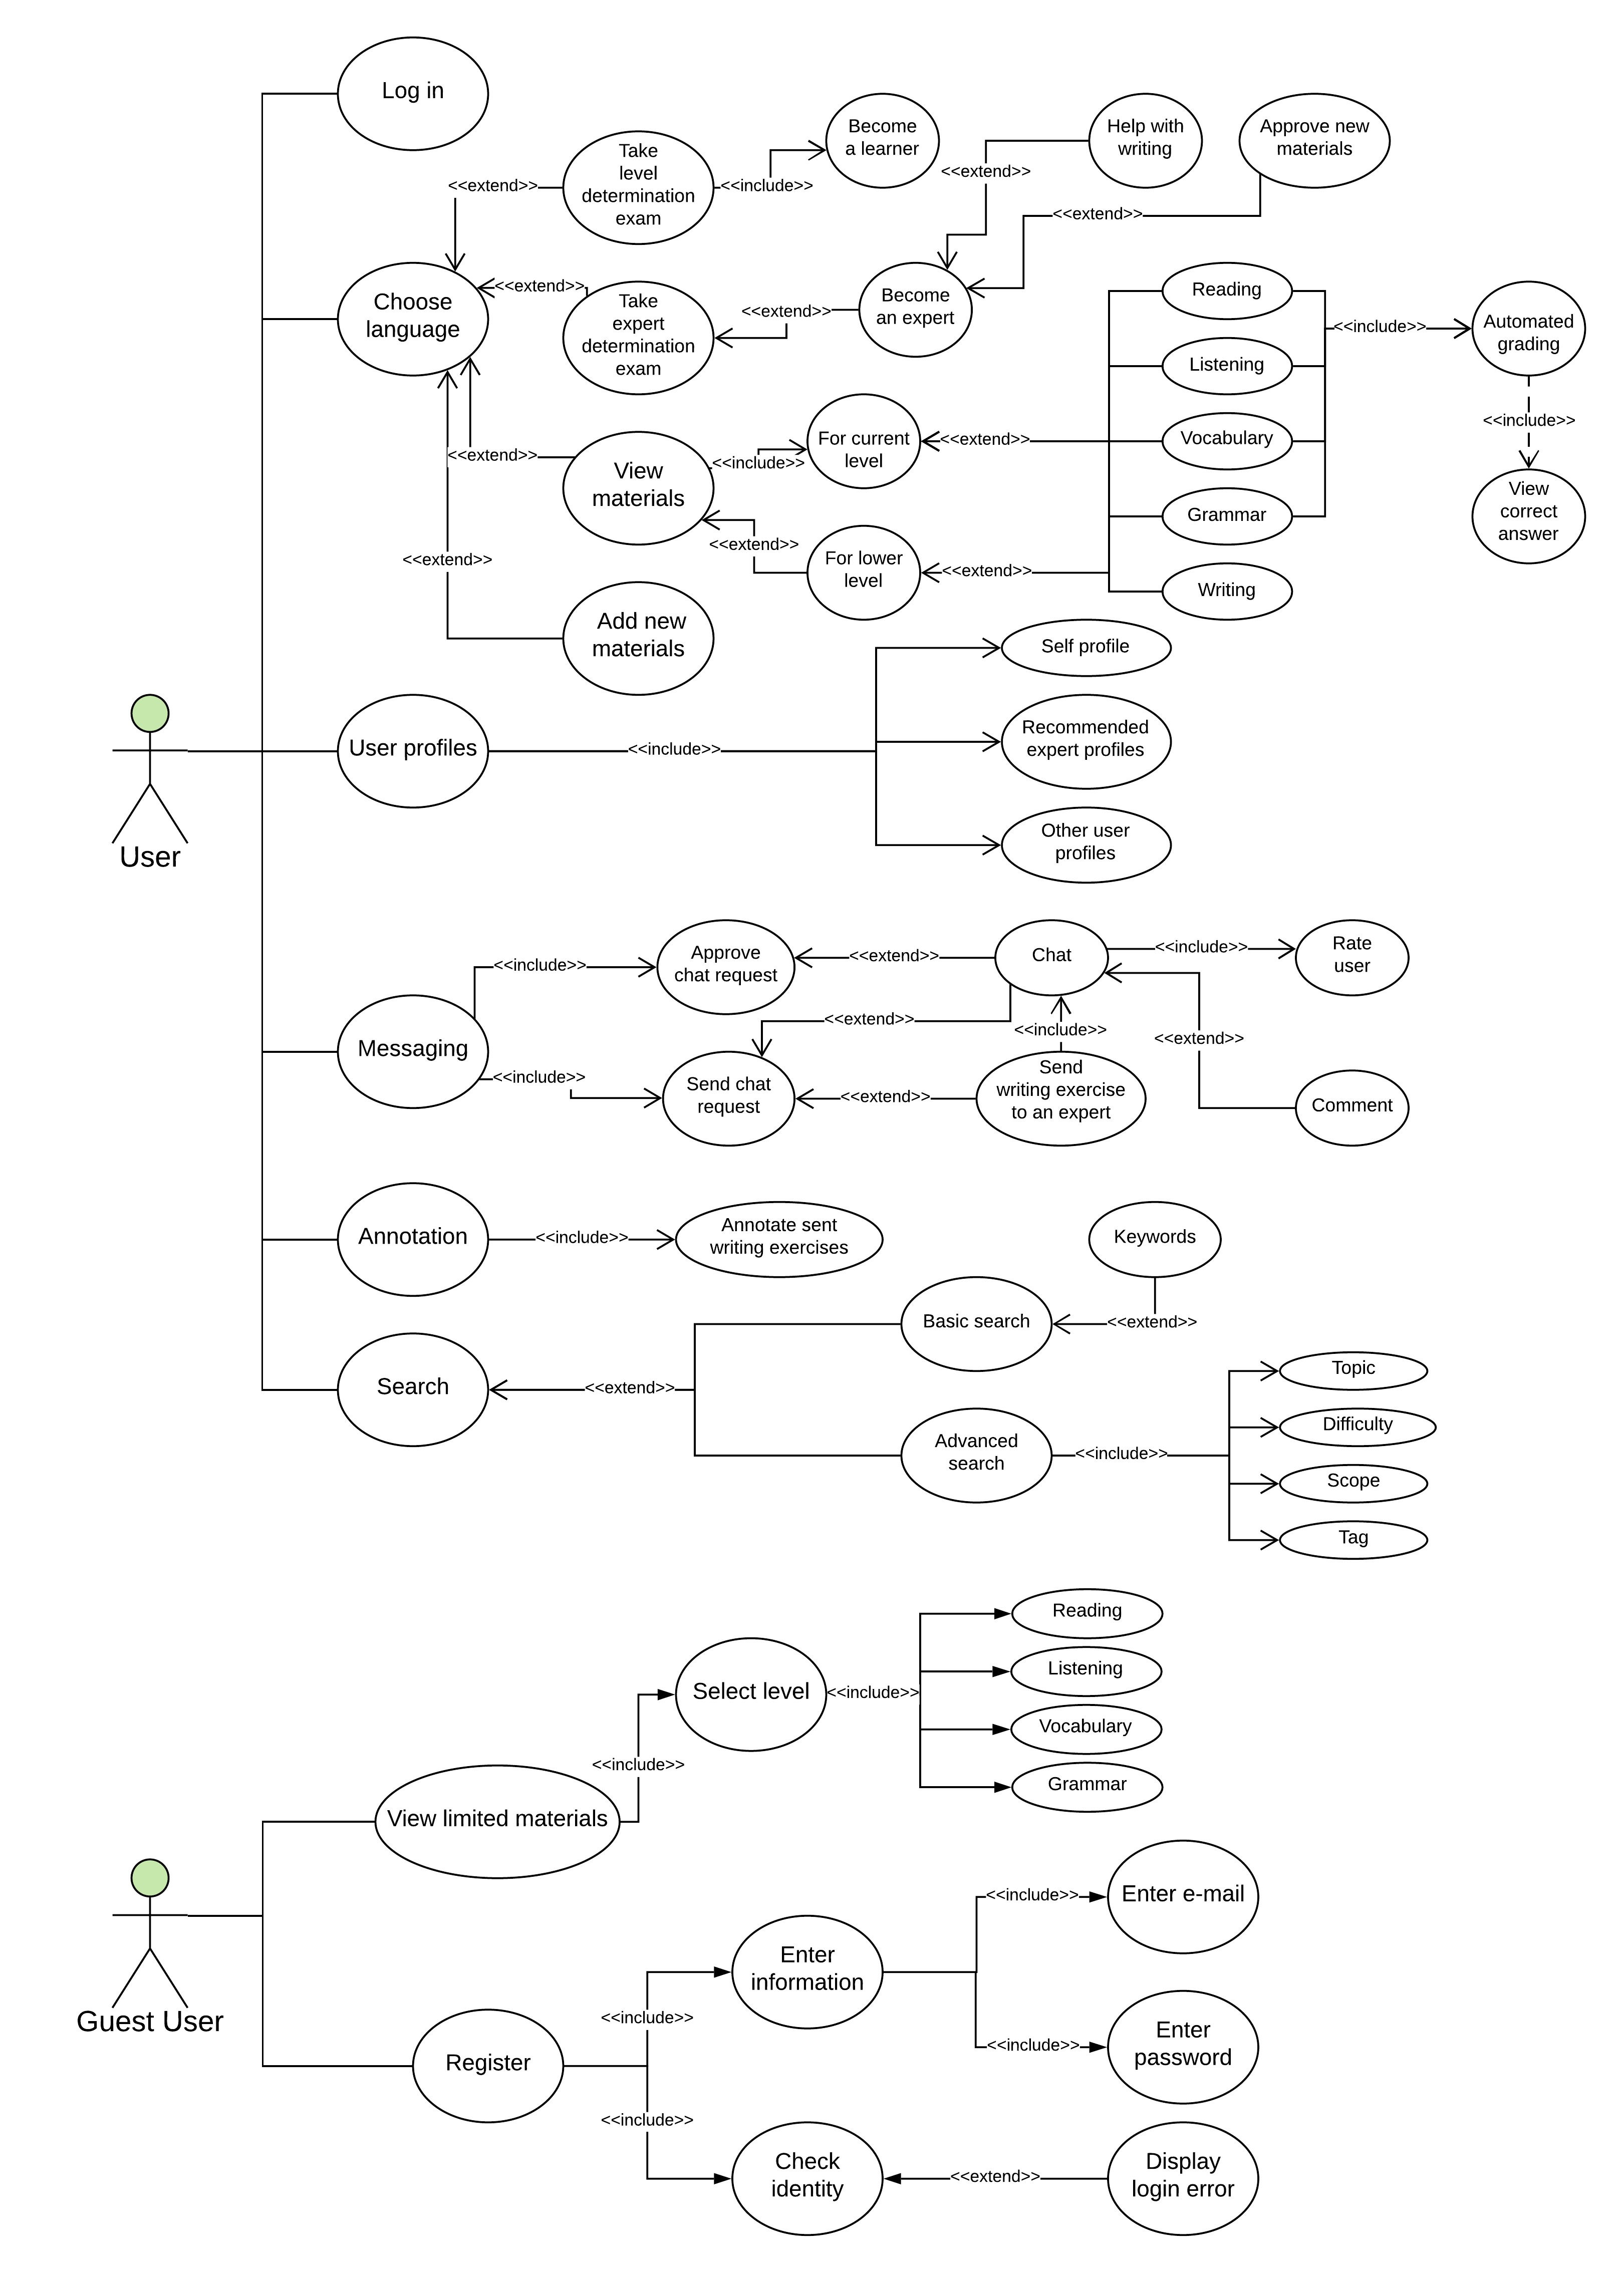 Log in
Become
a learner
Help with
writing
Approve new
materials
Take
level
determination
exam
<<extend>>
<<include>>
<<extend>>
<<extend>>
Choose
language
<<extend>>
Take
expert
determination
exam
<<extend>>
Become
an expert
Reading
Listening
Vocabulary
Grammar
Writing
<<include>>
Automated
grading
<<include>>
View
correct
answer
<<extend>>
View
materials
<<include>>
For current
level
<<extend>>
<<extend>>
For lower
level
<<extend>>
<<extend>>
Add new
materials
User
User profiles
<<include>>
Self profile
Recommended
expert profiles
Other user
profiles
Messaging
<<include>>
Approve
chat request
<<extend>>
Chat
<<include>>
Rate
user
<<extend>>
<<include>>
<<extend>>
<<include>>
Send chat
request
<<extend>>
Send
writing exercise
to an expert
Comment
Annotation
<<include>>
Annotate sent
writing exercises
Keywords
Basic search
<<extend>>
Search
<<extend>>
Advanced
search
<<include>>
Topic
Difficulty
Scope
Tag
Select level
<<include>>
Reading
Listening
Vocabulary
Grammar
<<include>>
View limited materials
Guest User
Enter
information
<<include>>
Enter e-mail
<<include>>
Enter
password
Register
<<include>>
<<include>>
Check
identity
<<extend>>
Display
login error